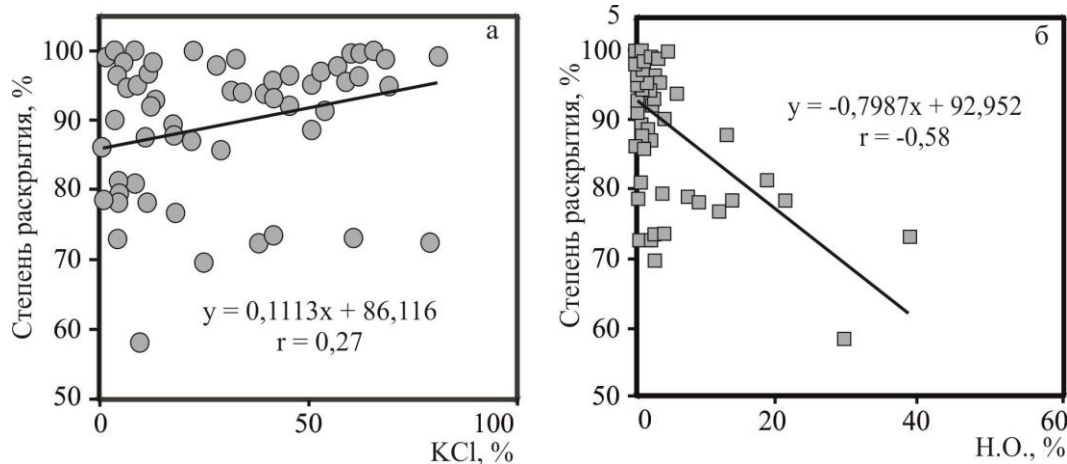 а
100
90
80
70
60
50
Степень раскрытия, %
y = 0,1113x + 86,116
r = 0,27
0
50
100
KCl, %
б
5
100
90
80
70
60
50
Степень раскрытия, %
y = -0,7987x + 92,952
r = -0,58
0
20
40
60
Н.О., %